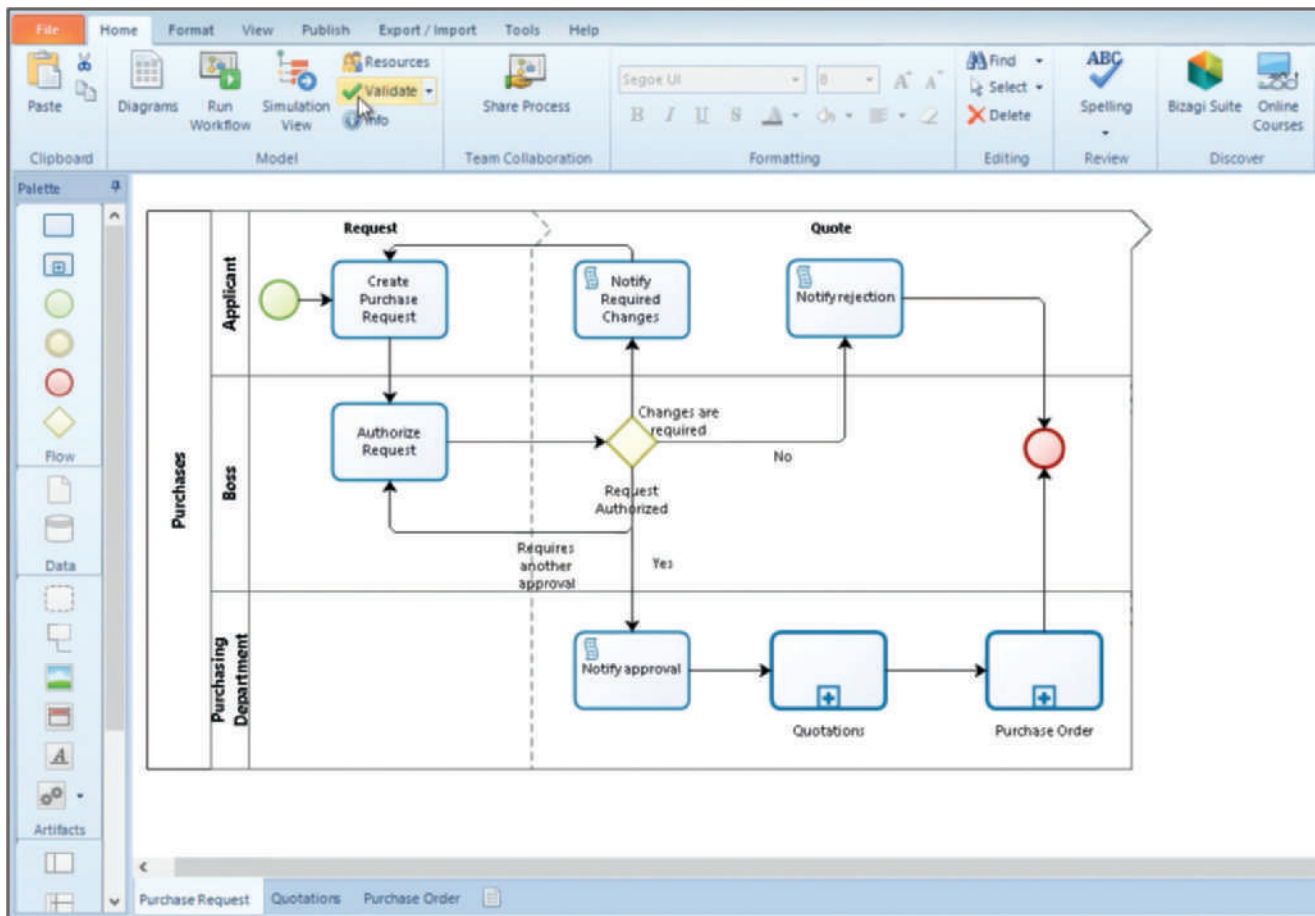 File Home Format View Publish Export / Import Tools Help
Paste
Diagrams
Run
Workflow
Simulation
View
Resources
Validate
Info
Share Process
Segoe UI
8
A A
B I U S A
Find
Select
Delete
ABC
Spelling
Bizagi Suite
Online
Courses
Clipboard
Model
Team Collaboration
Formatting
Editing
Review
Discover
Palette
Flow
Data
A
Artifacts
Purchases
Applicant
Boss
Purchasing
Department
Request
Quote
Create
Purchase
Request
Notify
Required
Changes
Notify rejection
Authorize
Request
Changes are
required
No
Request
Authorized
Requires
another
approval
Yes
Notify approval
Quotations
Purchase Order
Purchase Request Quotations Purchase Order